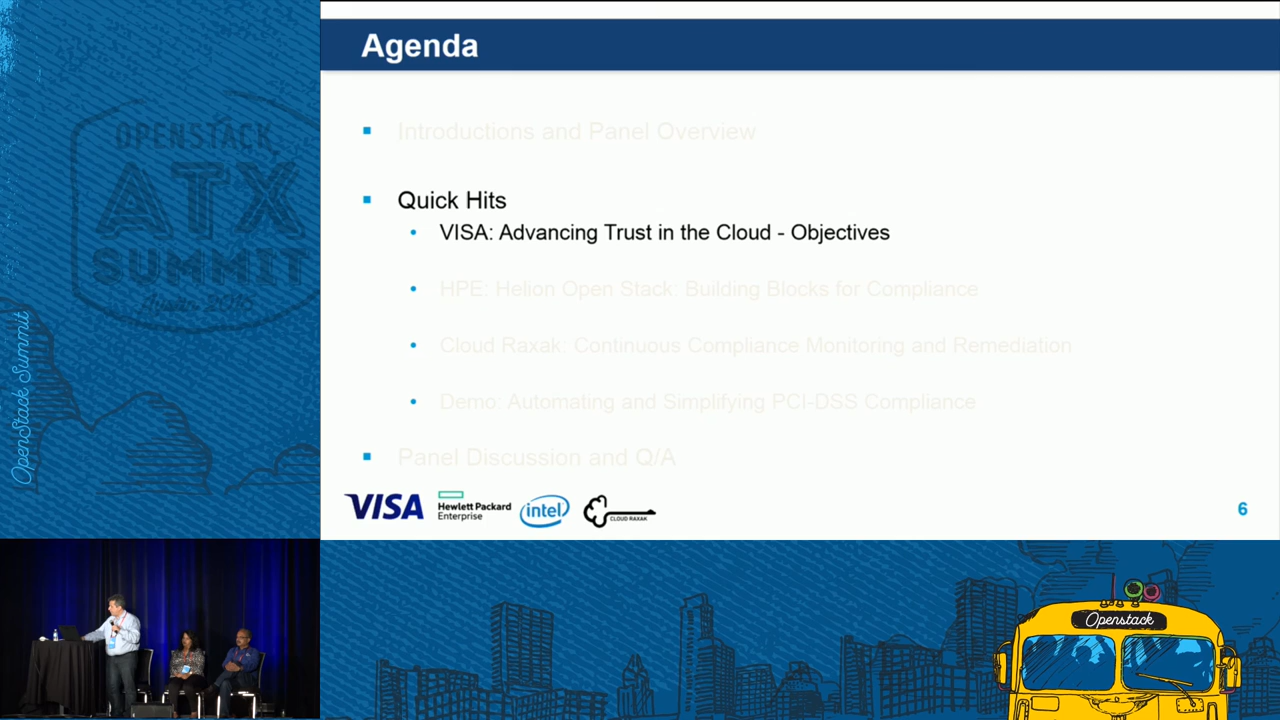 Agenda
Introductions and Panel Overview
Quick Hits
VISA: Advancing Trust in the Cloud - Objectives
HPE: Helion Open Stack: Building Blocks for Compliance
Cloud Raxak: Continuous Compliance Monitoring and Remediation
Demo: Automating and Simplifying PCI-DSS Compliance
Panel Discussion and Q/A
VISA
Hewlett Packard
Enterprise
intel
CLOUD RAXAK
6
OPENSTACK
ATX
SUMMIT
Austin 2016
OpenStack Summit
Openstack